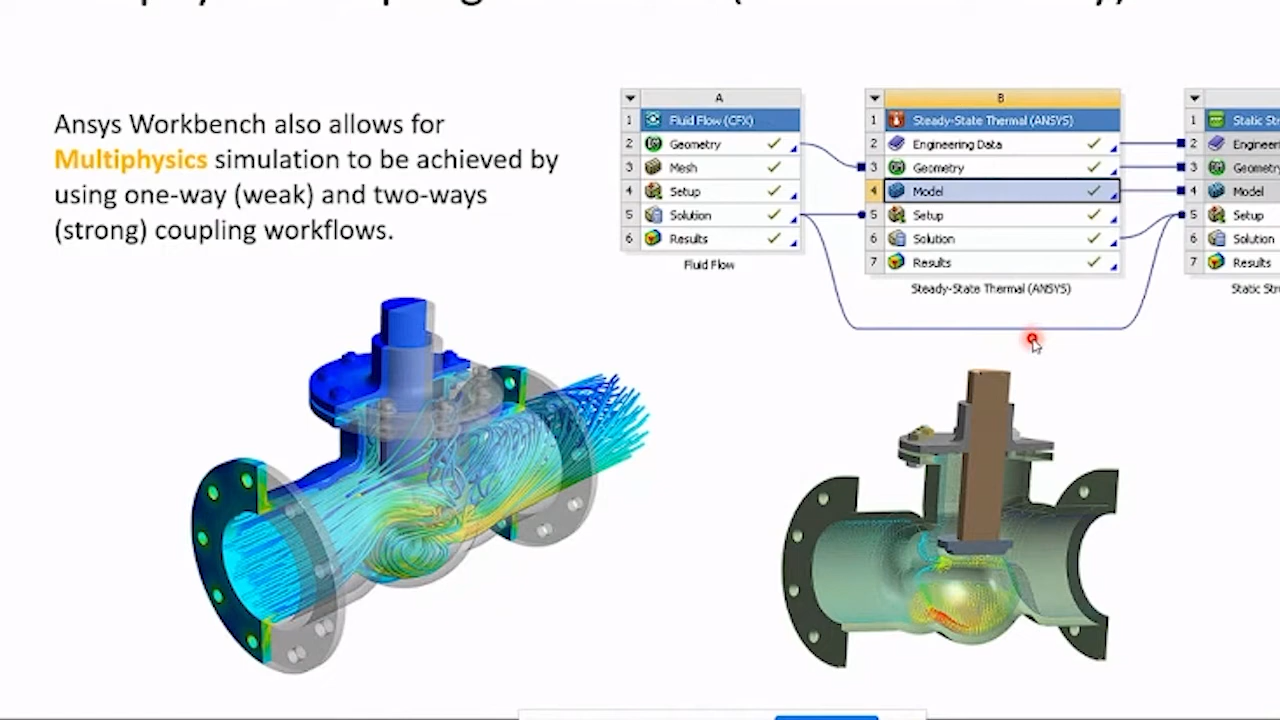 Ansys Workbench also allows for
Multiphysics simulation to be achieved by
using one-way (weak) and two-ways
(strong) coupling workflows.
A
1 Fluid Flow (CFX)
2 Geometry
3 Mesh
4 Setup
5 Solution
6 Results
Fluid Flow
B
1 Steady-State Thermal (ANSYS)
2 Engineering Data
3 Geometry
4 Model
5 Setup
6 Solution
7 Results
Steady-State Thermal (ANSYS)
1 Static
2
3
4 Model
5 Setup
6 Solution
7 Results
Static